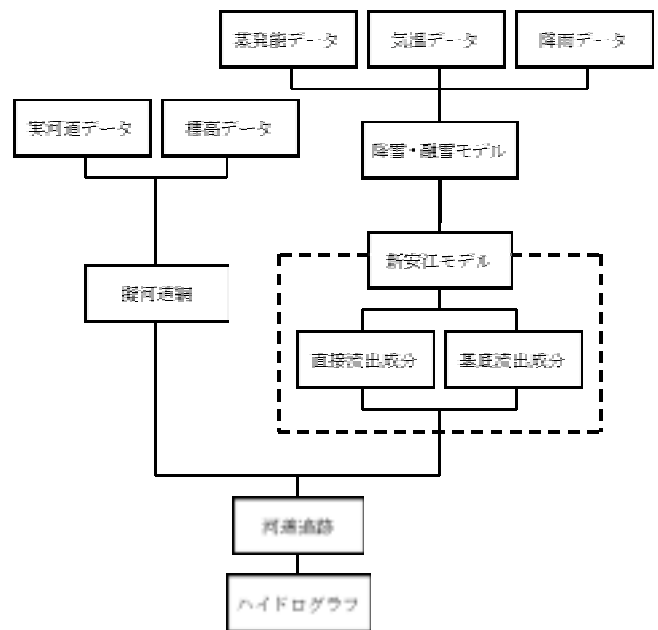 蒸発能データ
気温データ
降雨データ
実河道データ
標高データ
降雪・融雪モデル
新安江モデル
擬河道網
直接流出成分
基底流出成分
河道追跡
ハイドログラフ